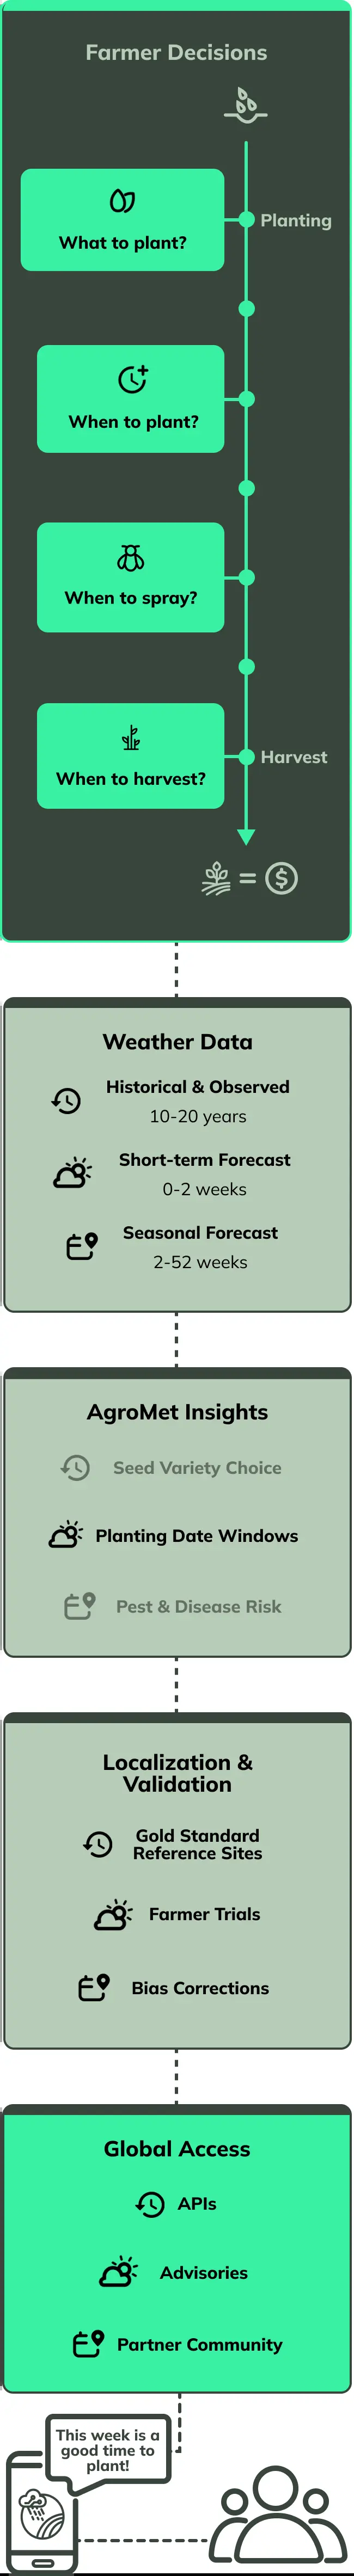 Farmer Decisions
What to plant?
Planting
When to plant?
When to spray?
When to harvest?
Harvest
= $
Weather Data
Historical & Observed
10-20 years
Short-term Forecast
0-2 weeks
Seasonal Forecast
2-52 weeks
AgroMet Insights
Seed Variety Choice
Planting Date Windows
Pest & Disease Risk
Localization &
Validation
Gold Standard
Reference Sites
Farmer Trials
Bias Corrections
Global Access
APIs
Advisories
Partner Community
This week is a
good time to
plant!